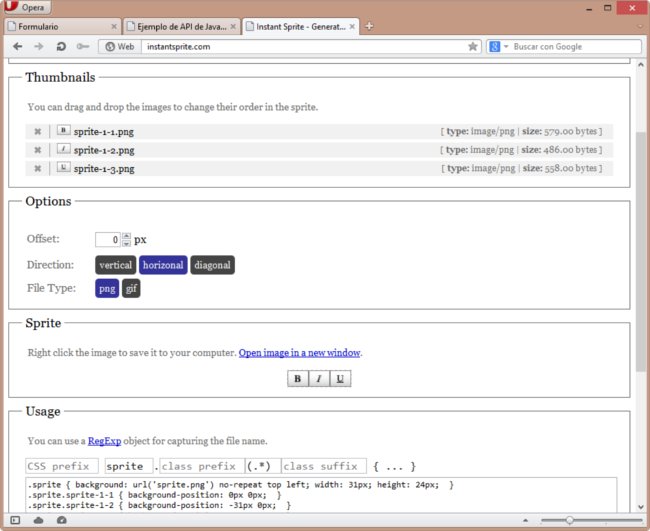 Opera
Formulario
Ejemplo de API de Java...
Instant Sprite - Generat...
Web
instantsprite.com
Buscar con Google
Thumbnails
You can drag and drop the images to change their order in the sprite.
B sprite-1-1.png [ type: image/png | size: 579.00 bytes ]
I sprite-1-2.png [ type: image/png | size: 486.00 bytes ]
U sprite-1-3.png [ type: image/png | size: 558.00 bytes ]
Options
Offset: 0 px
Direction: vertical horizonal diagonal
File Type: png gif
Sprite
Right click the image to save it to your computer. Open image in a new window.
B I U
Usage
You can use a RegExp object for capturing the file name.
CSS prefix sprite . class prefix (.*) class suffix { ... }
.sprite { background: url('sprite.png') no-repeat top left; width: 31px; height: 24px;  }
.sprite.sprite-1-1 { background-position: 0px 0px;  }
.sprite.sprite-1-2 { background-position: -31px 0px;  }